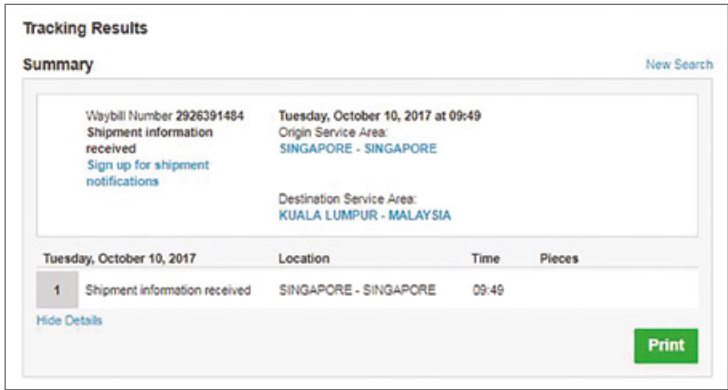 Tracking Results
Summary
New Search
Waybill Number 2926391484
Shipment information
received
Sign up for shipment
notifications
Tuesday, October 10, 2017 at 09:49
Origin Service Area:
SINGAPORE - SINGAPORE
Destination Service Area:
KUALA LUMPUR - MALAYSIA
Tuesday, October 10, 2017 Location Time Pieces
1 Shipment information received SINGAPORE - SINGAPORE 09:49
Hide Details
Print